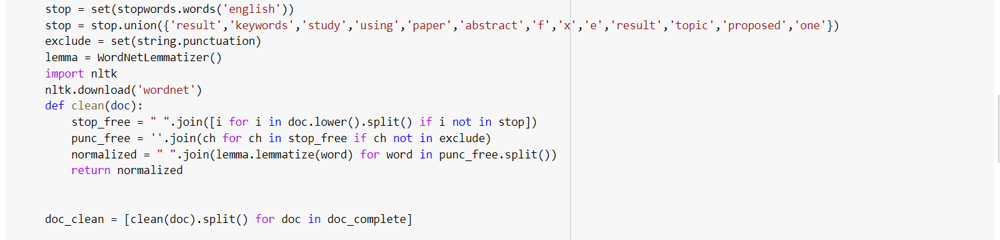 stop = set(stopwords.words('english'))
stop = stop.union({'result','keywords','study','using','paper','abstract','f','x','e','result','topic','proposed','one'})
exclude = set(string.punctuation)
lemma = WordNetLemmatizer()
import nltk
nltk.download('wordnet')
def clean(doc):
    stop_free = " ".join([i for i in doc.lower().split() if i not in stop])
    punc_free = ''.join(ch for ch in stop_free if ch not in exclude)
    normalized = " ".join(lemma.lemmatize(word) for word in punc_free.split())
    return normalized
doc_clean = [clean(doc).split() for doc in doc_complete]